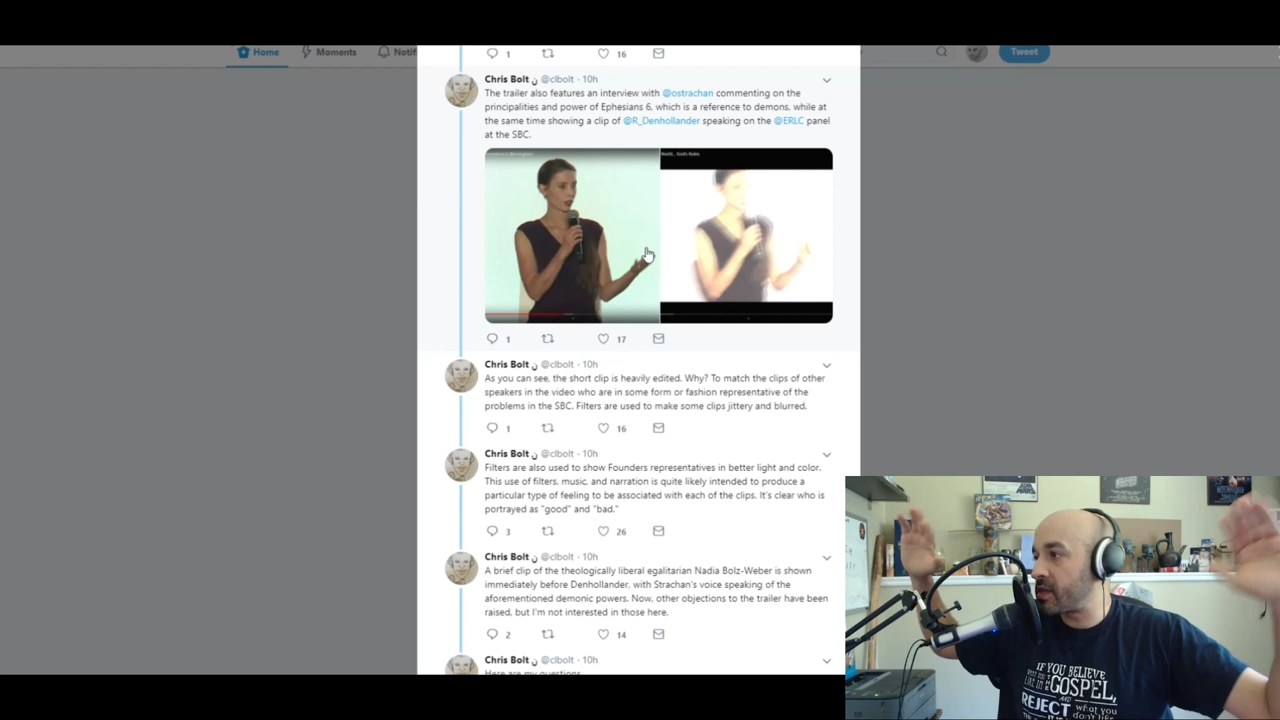 Home
Moments
Notifi
Tweet
1
16
Chris Bolt ن @clbolt · 10h
The trailer also features an interview with @ostrachan commenting on the
principalities and power of Ephesians 6, which is a reference to demons, while at
the same time showing a clip of @R_Denhollander speaking on the @ERLC panel
at the SBC.
1
17
Chris Bolt ن @clbolt · 10h
As you can see, the short clip is heavily edited. Why? To match the clips of other
speakers in the video who are in some form or fashion representative of the
problems in the SBC. Filters are used to make some clips jittery and blurred.
1
16
Chris Bolt ن @clbolt · 10h
Filters are also used to show Founders representatives in better light and color.
This use of filters, music, and narration is quite likely intended to produce a
particular type of feeling to be associated with each of the clips. It's clear who is
portrayed as "good" and "bad."
3
26
Chris Bolt ن @clbolt · 10h
A brief clip of the theologically liberal egalitarian Nadia Bolz-Weber is shown
immediately before Denhollander, with Strachan's voice speaking of the
aforementioned demonic powers. Now, other objections to the trailer have been
raised, but I'm not interested in those here.
2
14
Chris Bolt ن @clbolt · 10h
Here are my questions
IF YOU BELIEVE
GOSPEL,
AND
REJECT what you